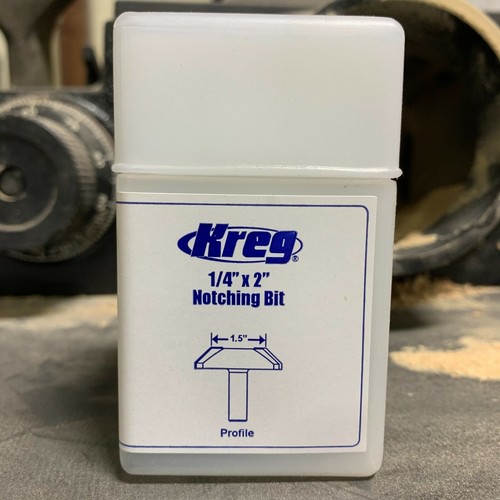 Kreg®
1/4" x 2"
Notching Bit
1.5"
Profile